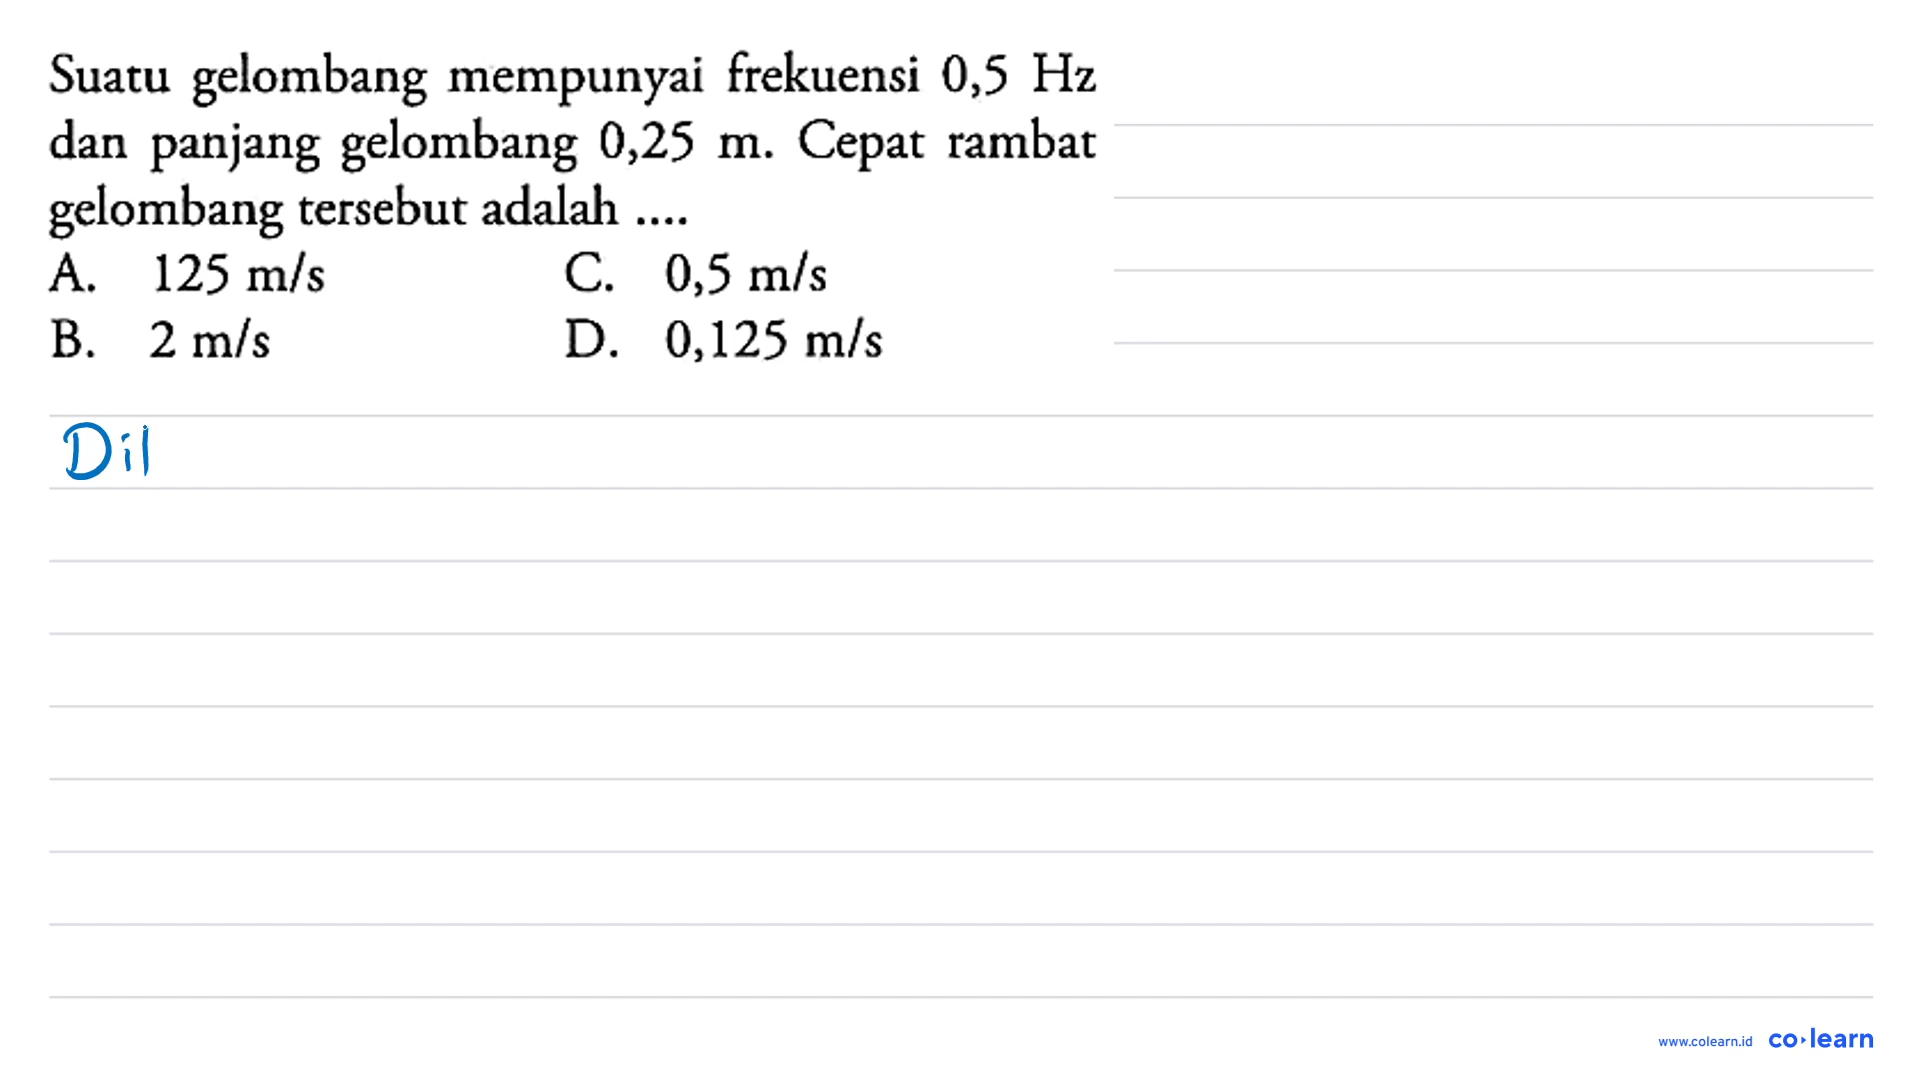 Suatu gelombang mempunyai frekuensi 0,5 Hz
dan panjang gelombang 0,25 m. Cepat rambat
gelombang tersebut adalah ....
A. 125 m/s C. 0,5 m/s
B. 2 m/s D. 0,125 m/s
Dil
www.colearn.id co learn